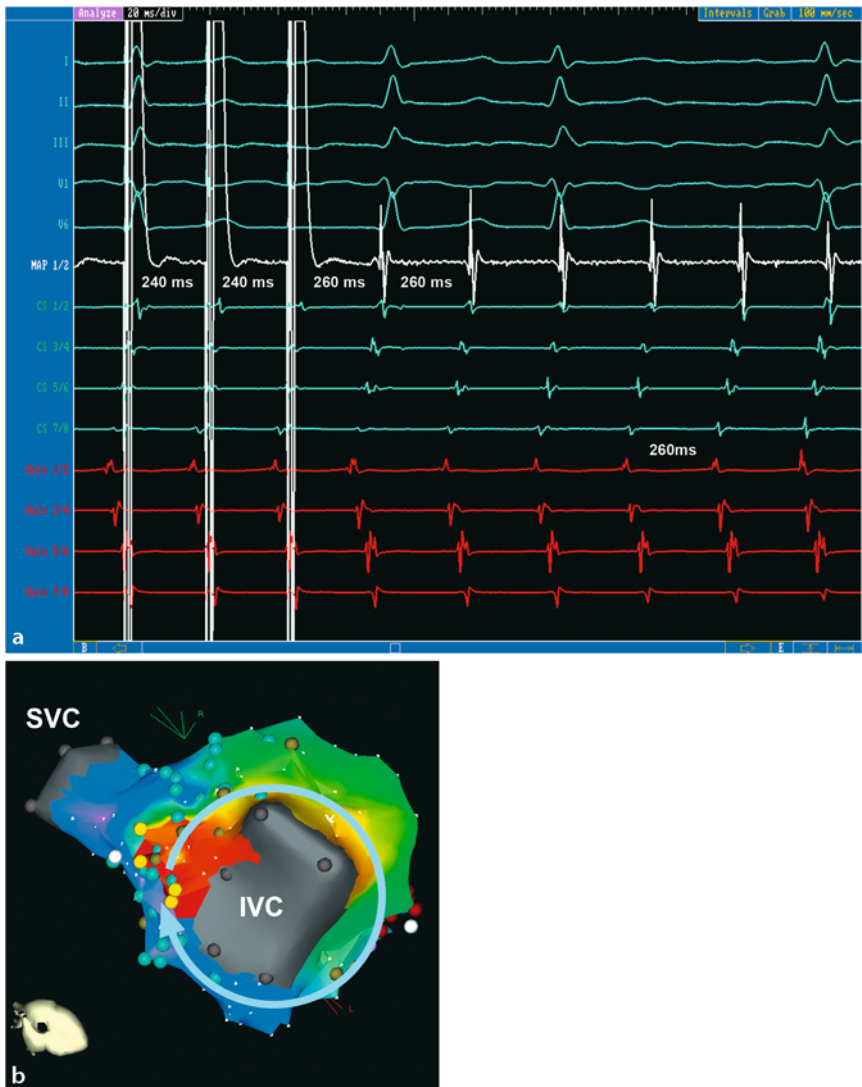 Analyze 20 ms/div Intervals Grab 100 mm/sec
I
II
III
V1
V6
MAP 1/2
240 ms 240 ms 260 ms 260 ms
CS 1/2
CS 3/4
CS 5/6
CS 7/8
260ms
Halo 1/2
Halo 3/4
Halo 5/6
Halo 7/8
a
B E
SVC
R
IVC
L
b